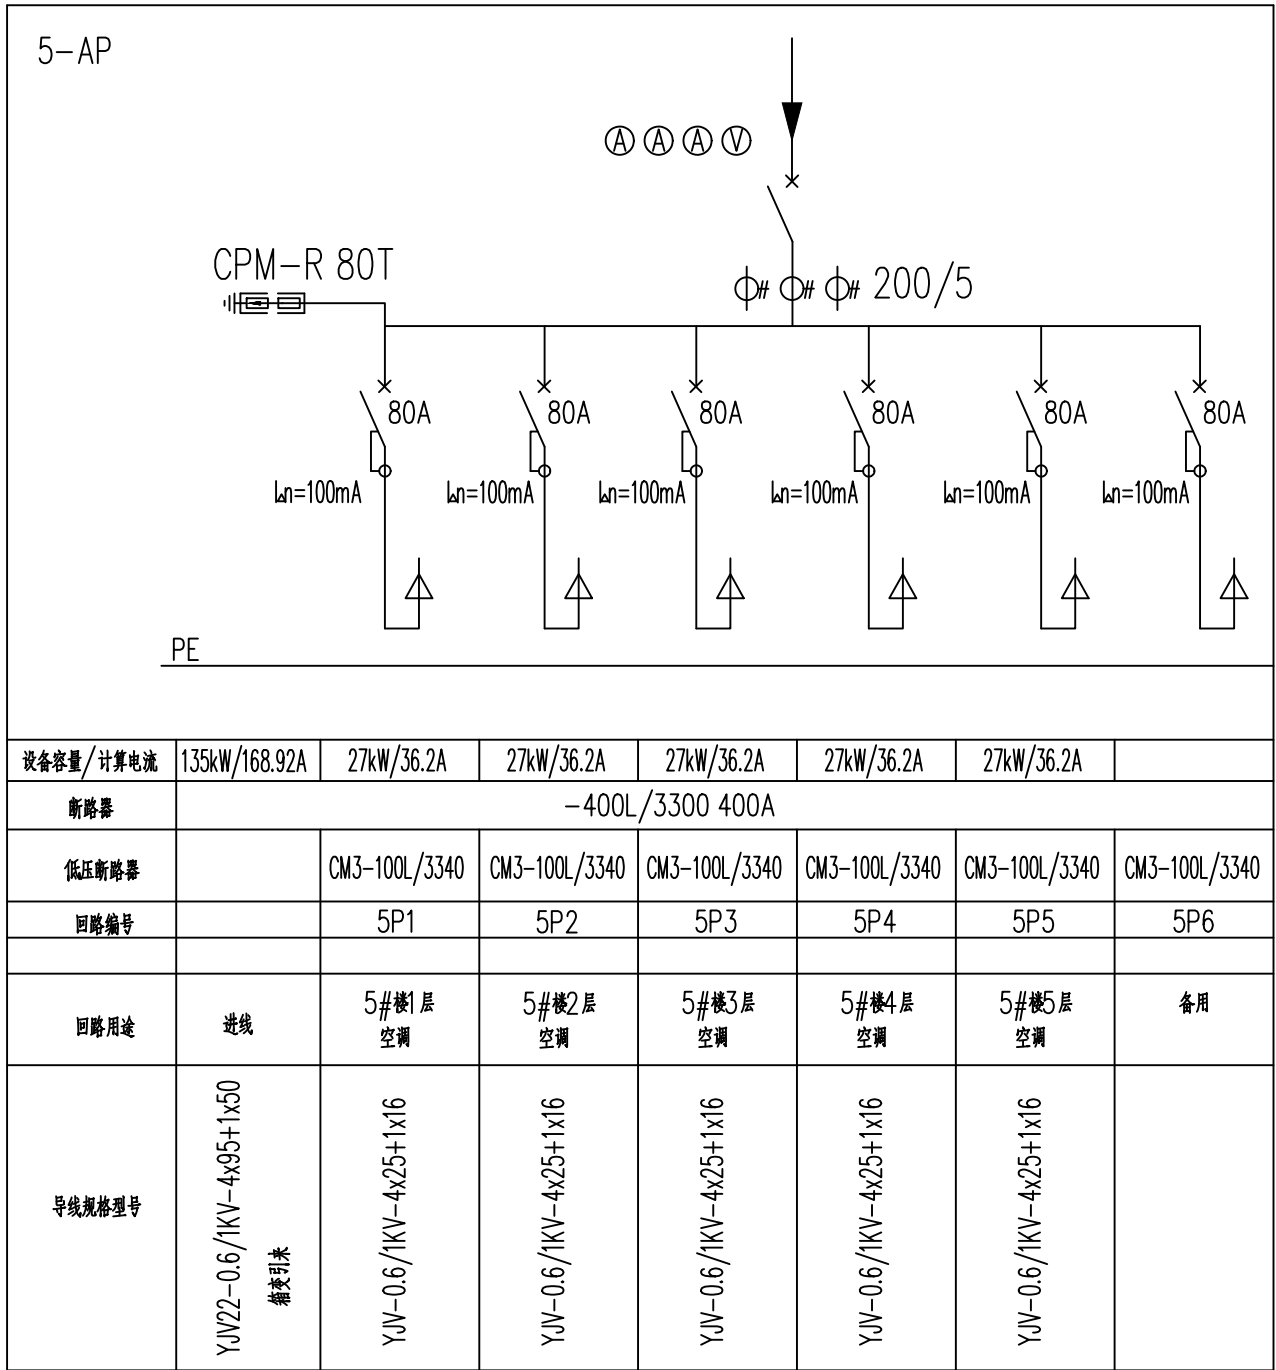 5-AP
A A A V
CPM-R 80T
200/5
80A 80A 80A 80A 80A 80A
I△n=100mA I△n=100mA I△n=100mA I△n=100mA I△n=100mA I△n=100mA
PE
设备容量/计算电流 135kW/168.92A 27kW/36.2A 27kW/36.2A 27kW/36.2A 27kW/36.2A 27kW/36.2A
断路器 -400L/3300 400A
低压断路器 CM3-100L/3340 CM3-100L/3340 CM3-100L/3340 CM3-100L/3340 CM3-100L/3340 CM3-100L/3340
回路编号 5P1 5P2 5P3 5P4 5P5 5P6
回路用途 进线 5#楼1层 5#楼2层 5#楼3层 5#楼4层 5#楼5层 备用
空调 空调 空调 空调 空调
导线规格型号
YJV22-0.6/1KV-4x95+1x50
箱变引来
YJV-0.6/1KV-4x25+1x16
YJV-0.6/1KV-4x25+1x16
YJV-0.6/1KV-4x25+1x16
YJV-0.6/1KV-4x25+1x16
YJV-0.6/1KV-4x25+1x16